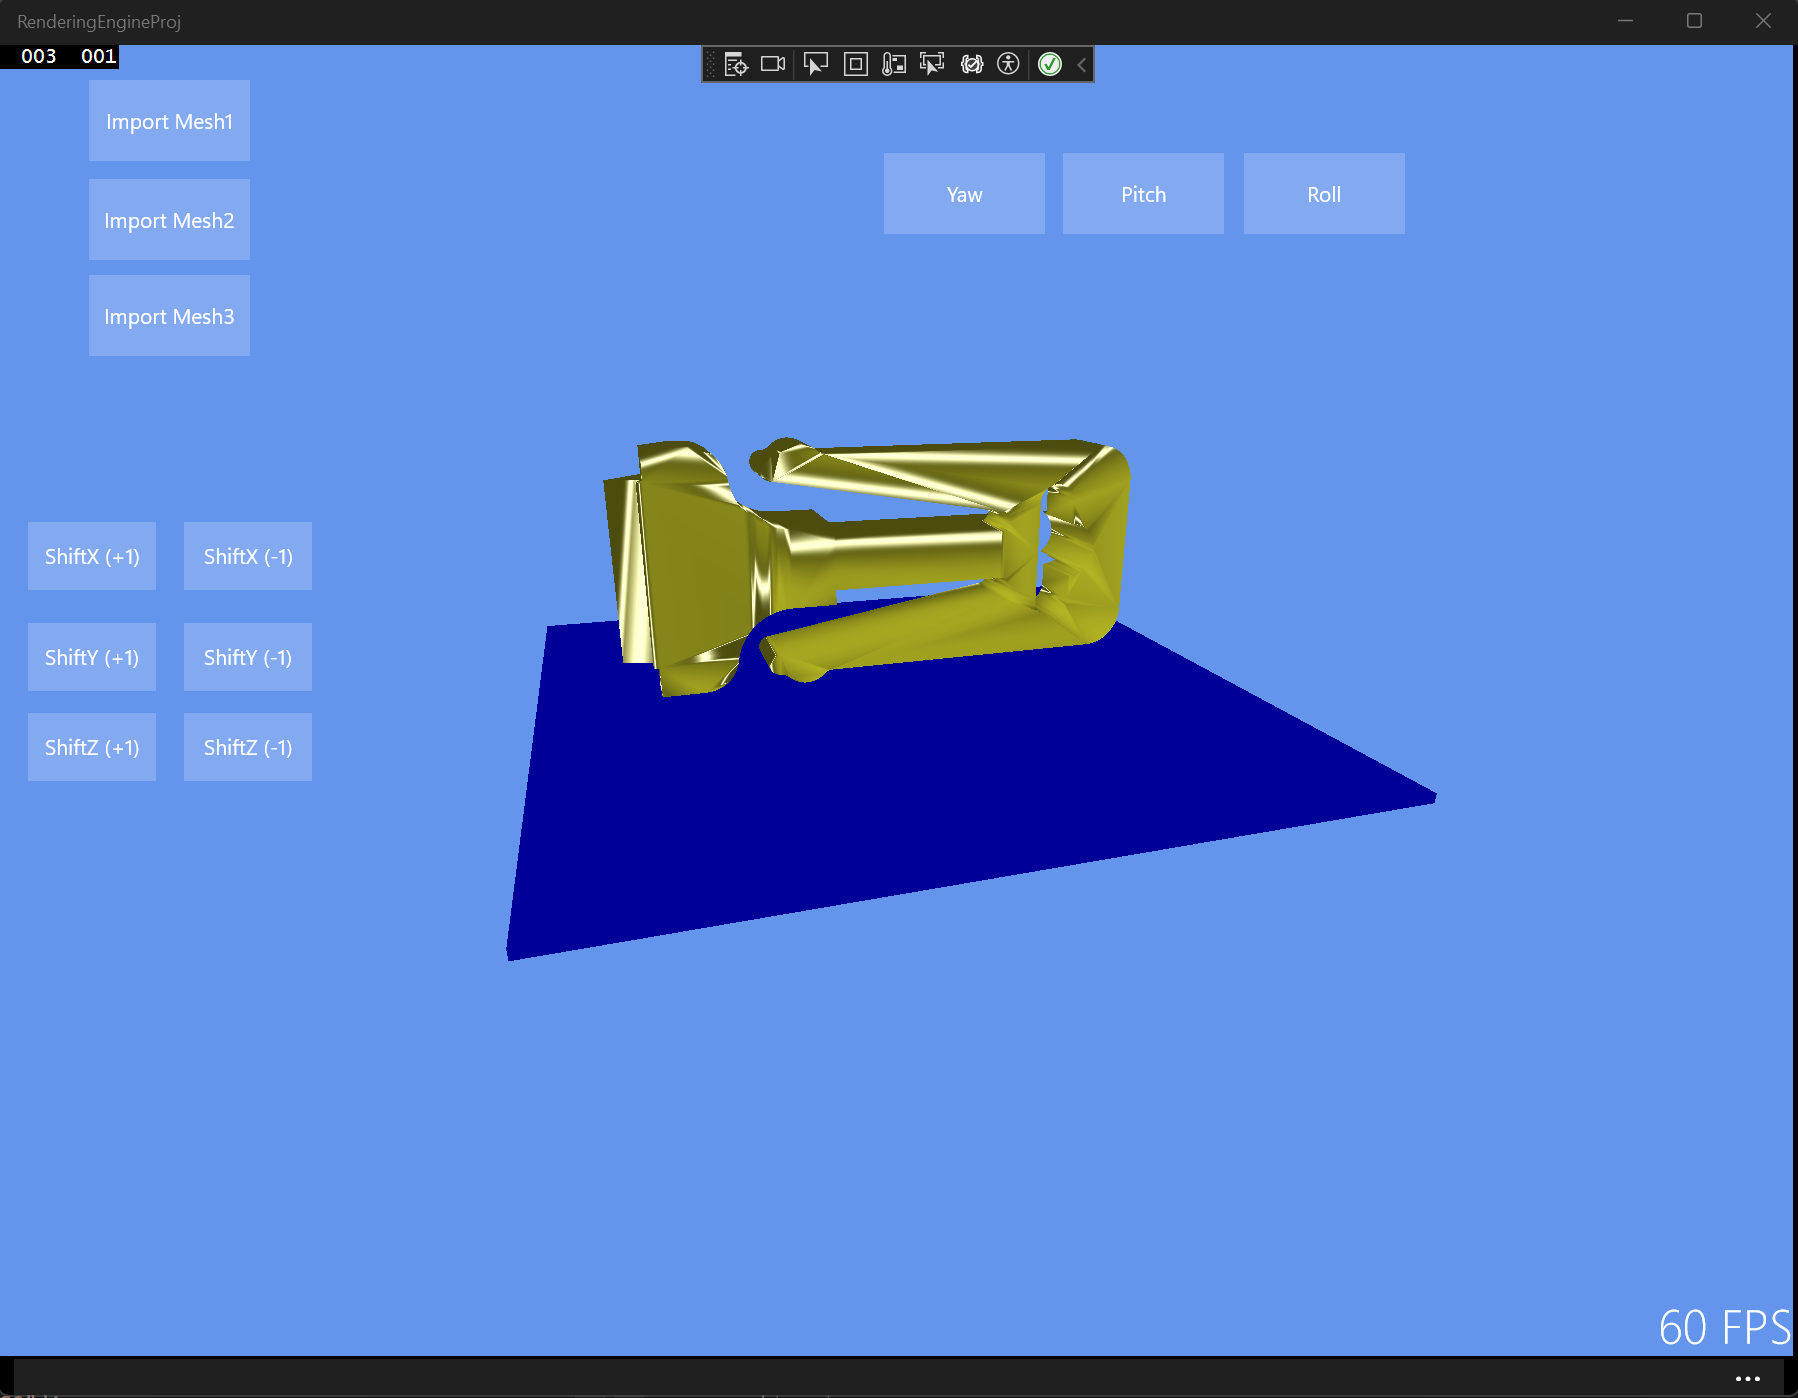 RenderingEngineProj
003 001
Import Mesh1
Yaw Pitch Roll
Import Mesh2
Import Mesh3
ShiftX (+1) ShiftX (-1)
ShiftY (+1) ShiftY (-1)
ShiftZ (+1) ShiftZ (-1)
60 FPS